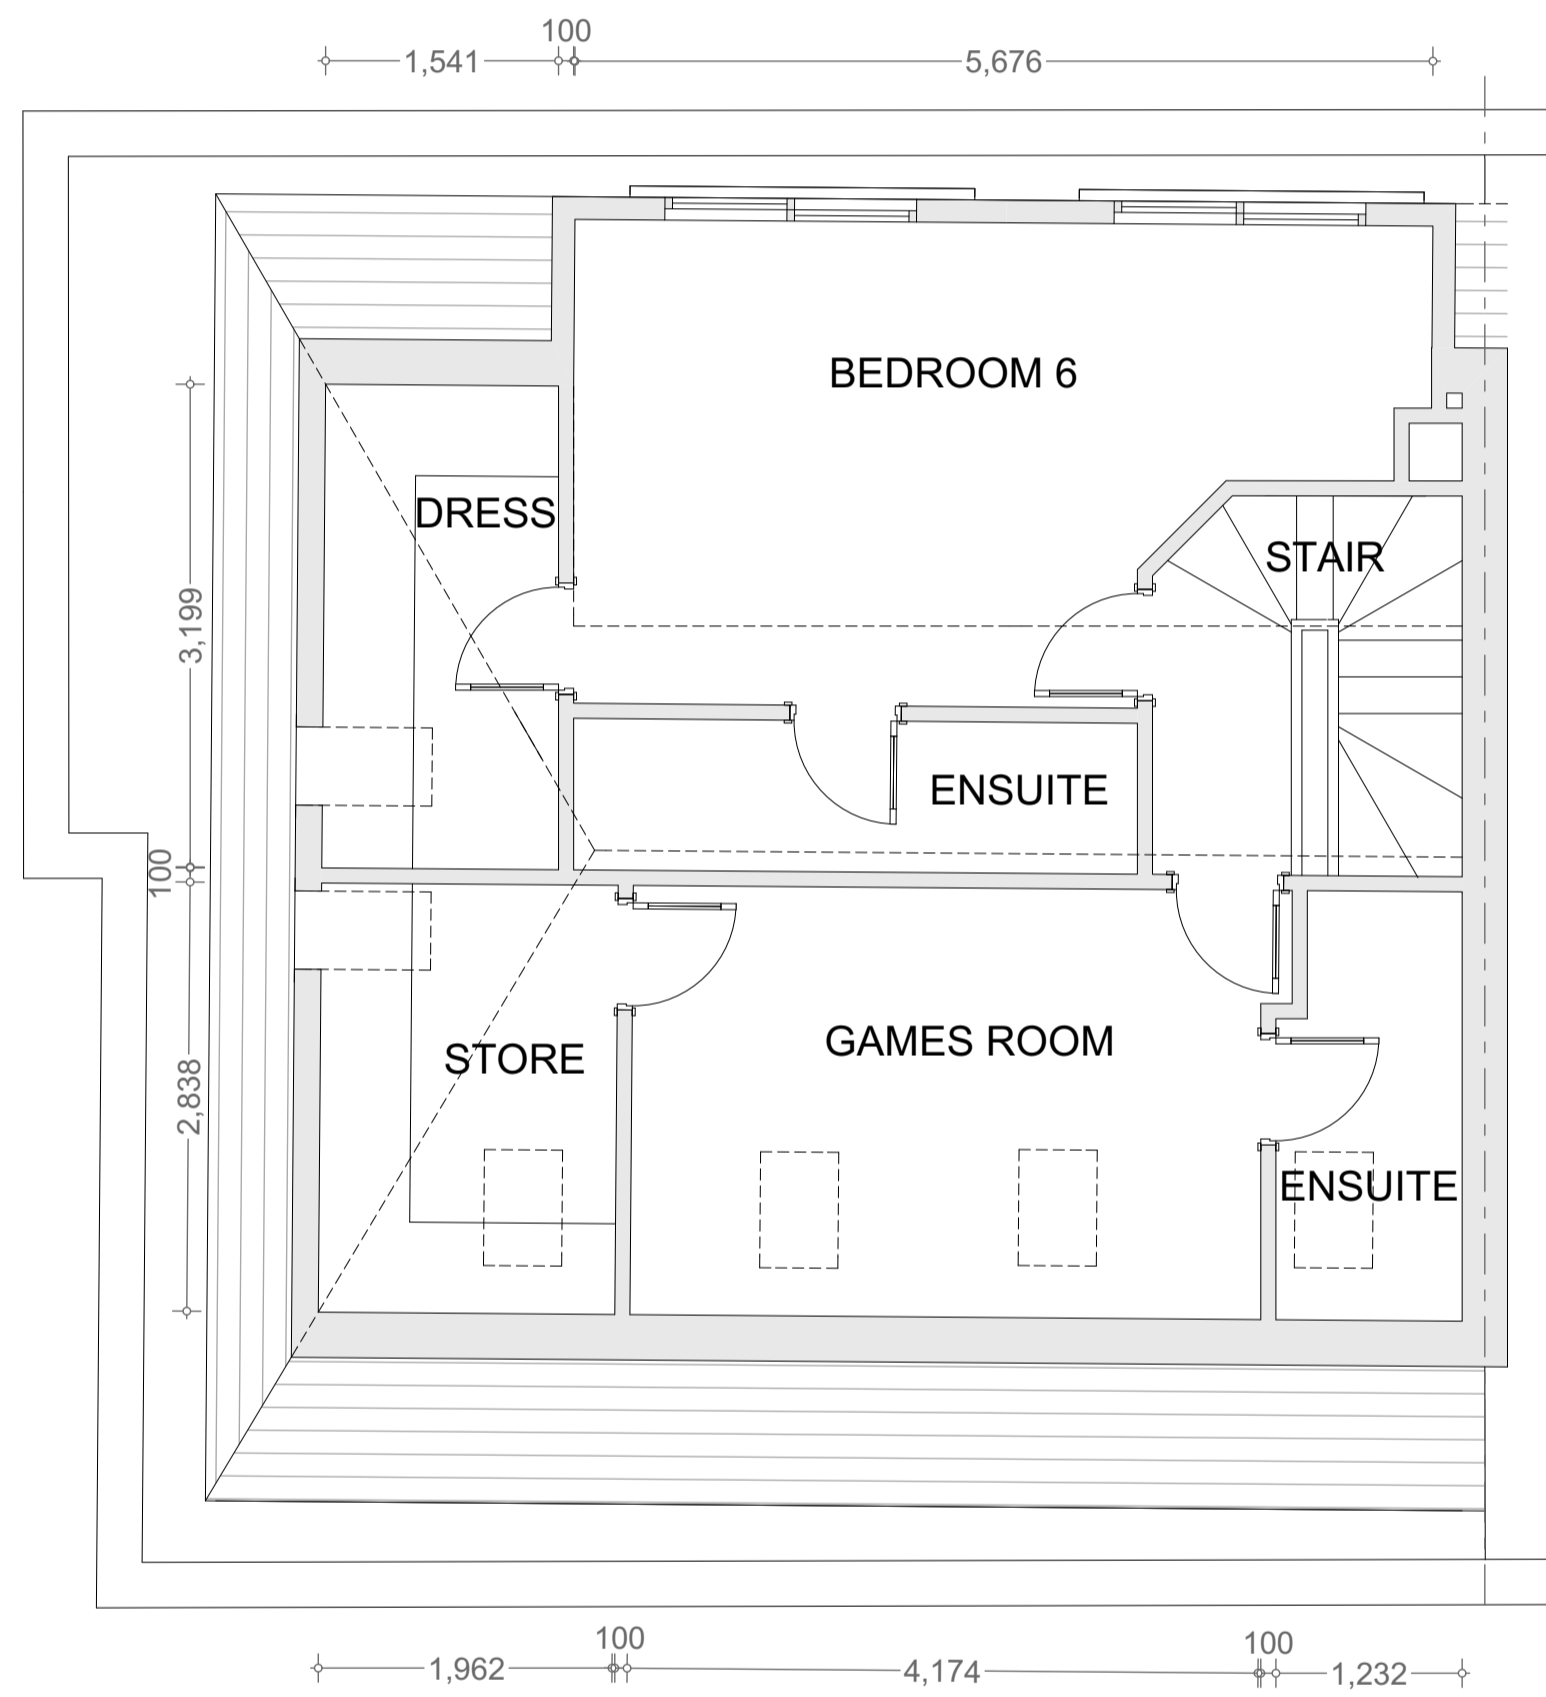 100
1,541
5,676
BEDROOM 6
DRESS
STAIR
3,199
ENSUITE
100
GAMES ROOM
STORE
2,838
ENSUITE
100
100
1,962
4,174
1,232